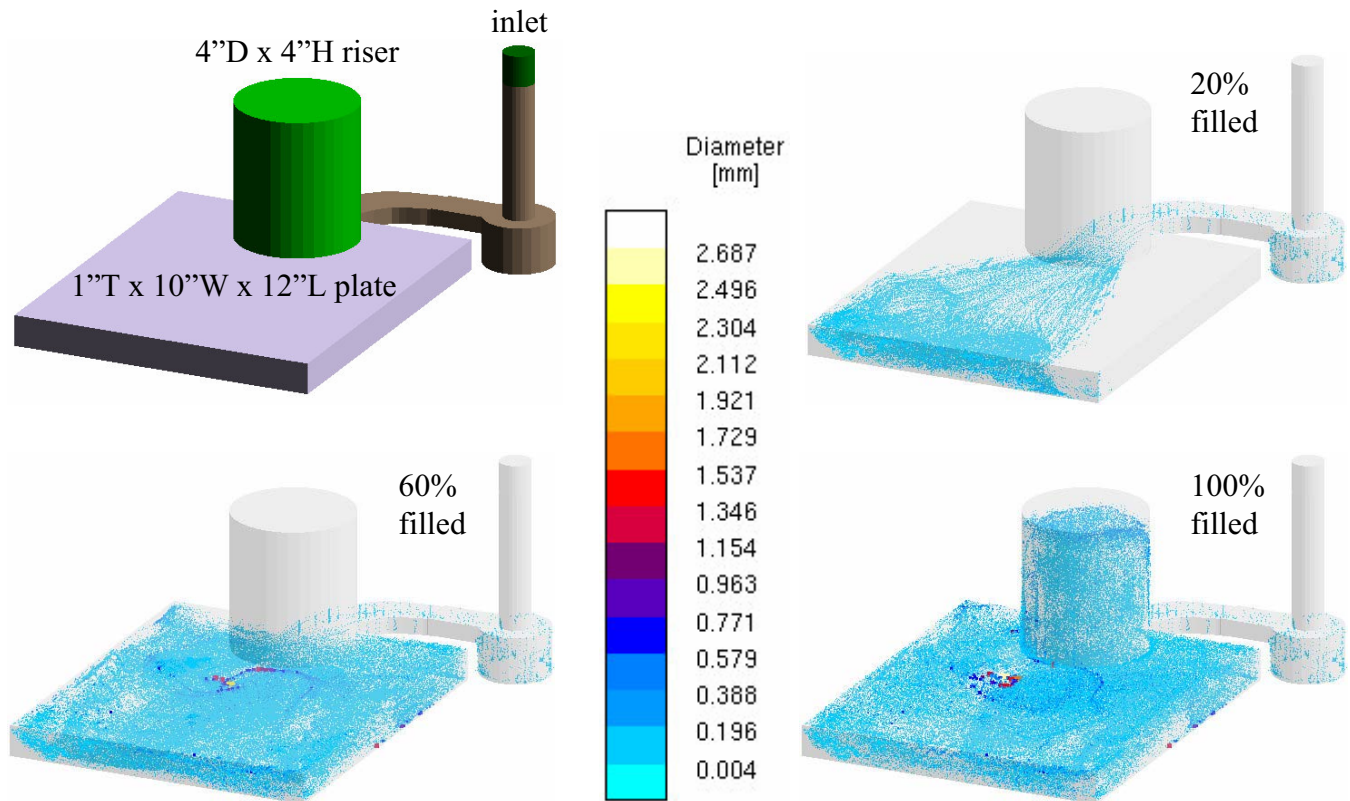 inlet
4”D x 4”H riser
1”T x 10”W x 12”L plate
20%
filled
Diameter
[mm]
2.687
2.496
2.304
2.112
1.921
1.729
1.537
1.346
1.154
0.963
0.771
0.579
0.388
0.196
0.004
60%
filled
100%
filled